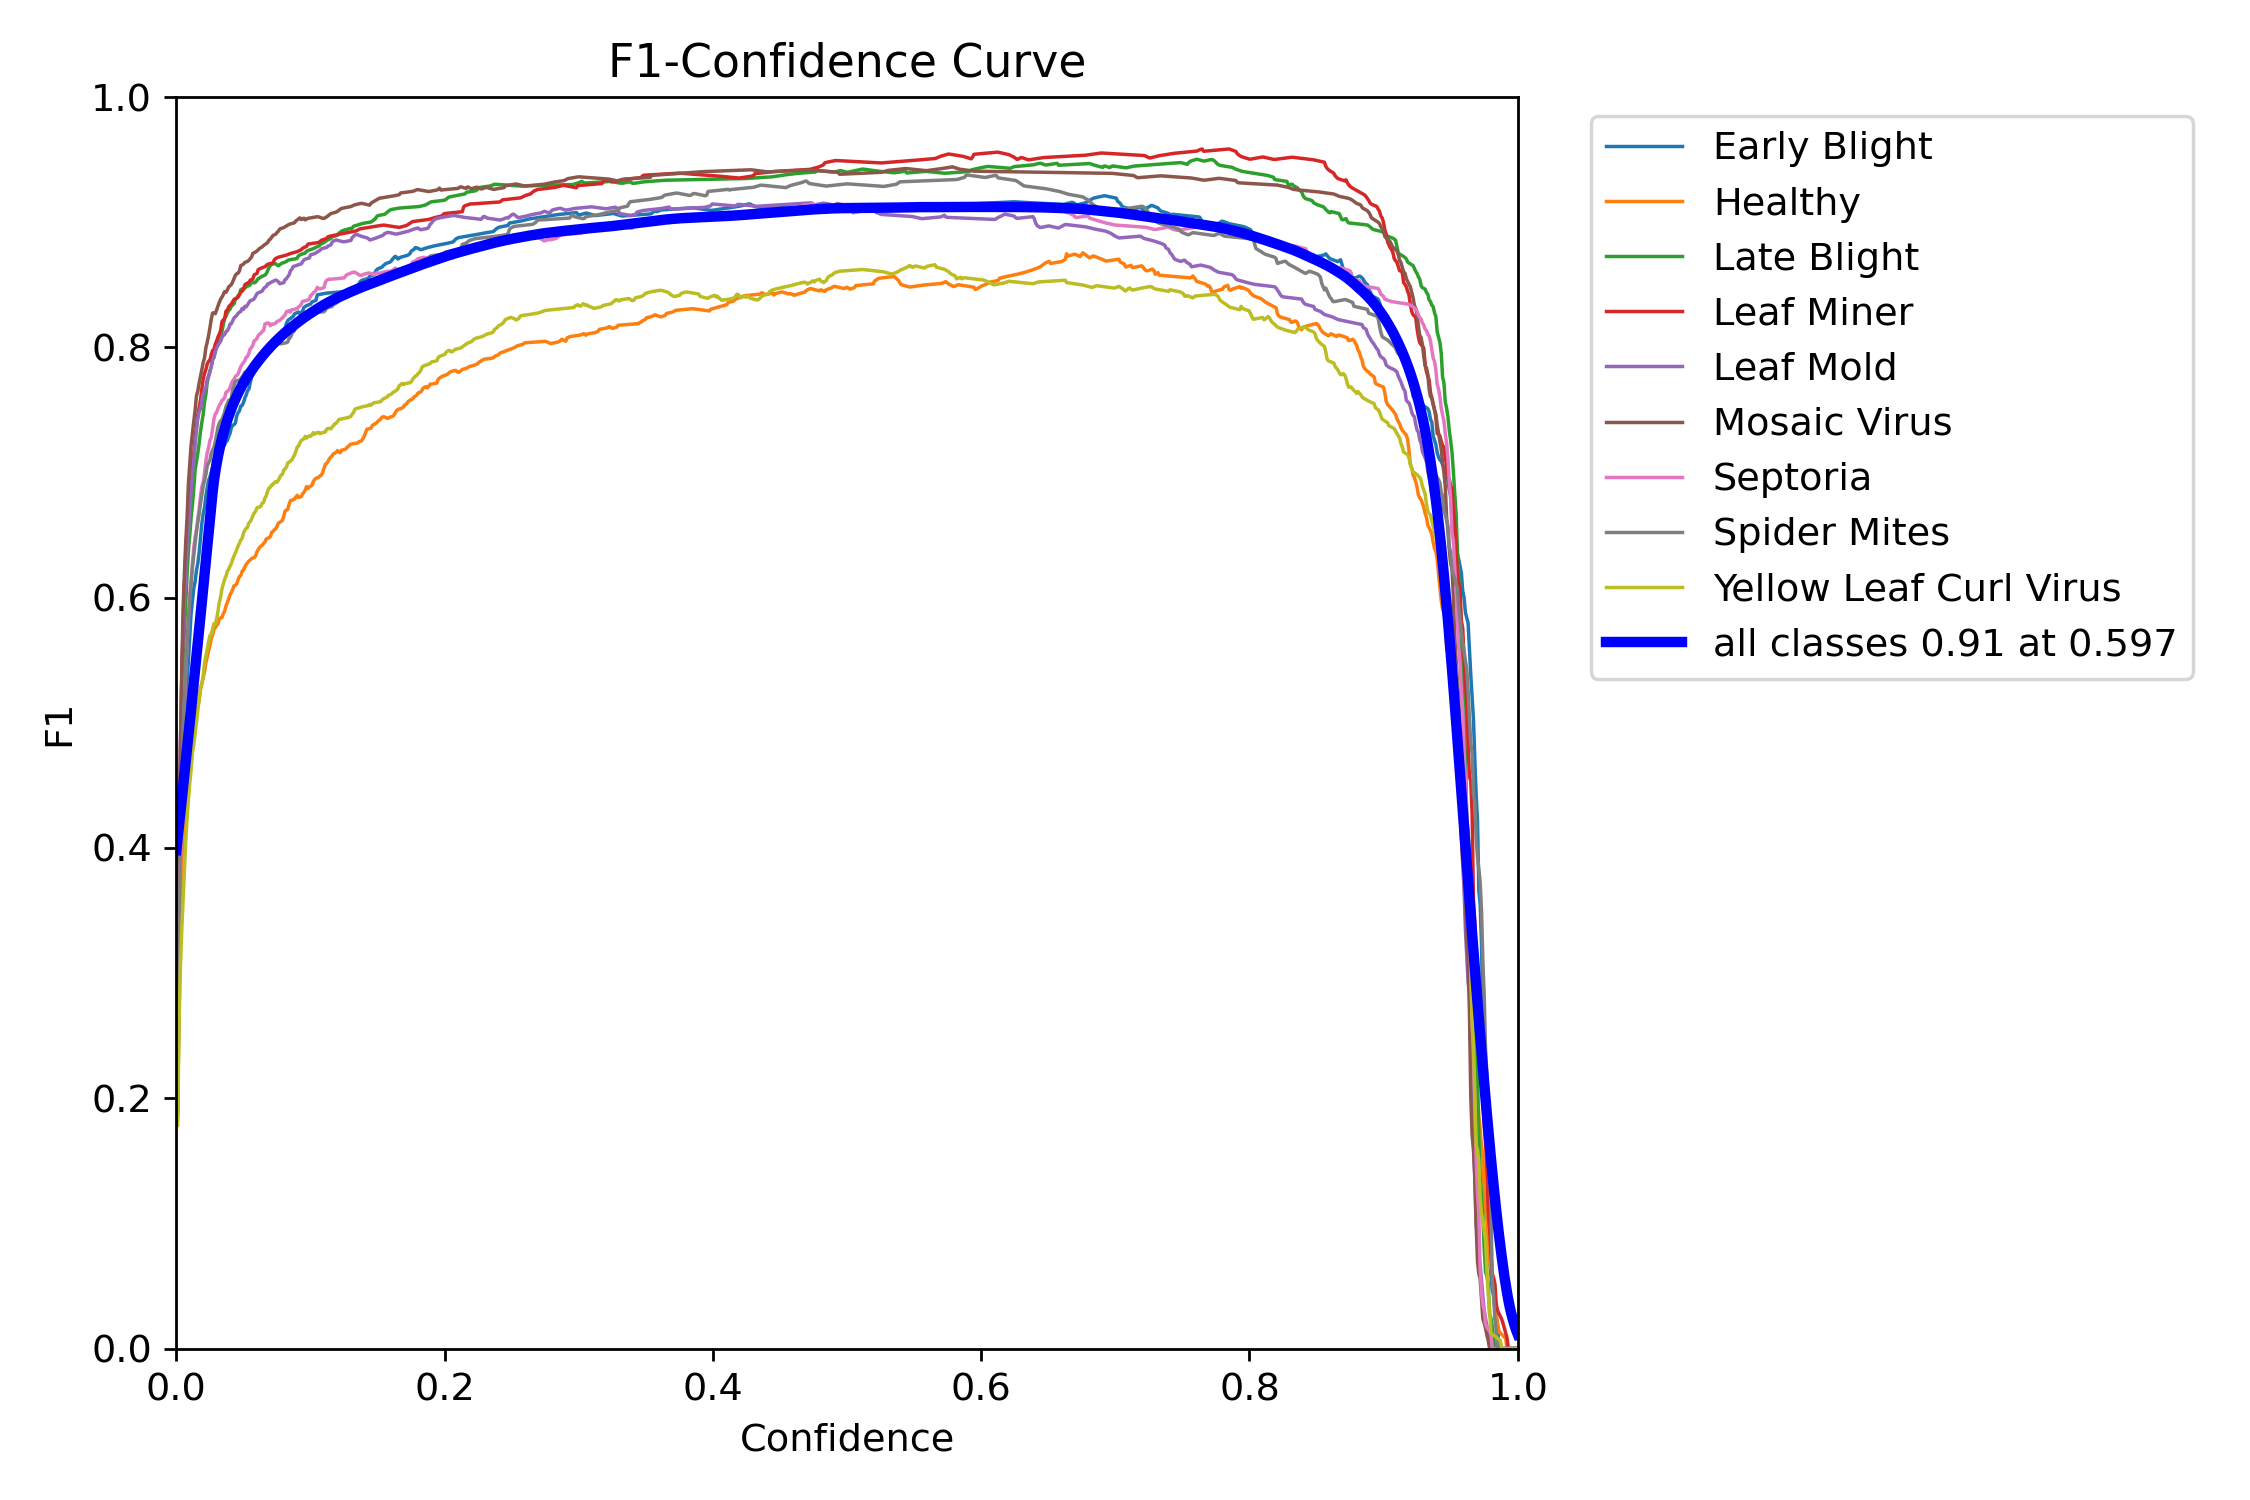 F1-Confidence Curve
1.0
0.8
0.6
0.4
0.2
0.0
F1
0.0 0.2 0.4 0.6 0.8 1.0
Confidence
Early Blight
Healthy
Late Blight
Leaf Miner
Leaf Mold
Mosaic Virus
Septoria
Spider Mites
Yellow Leaf Curl Virus
all classes 0.91 at 0.597